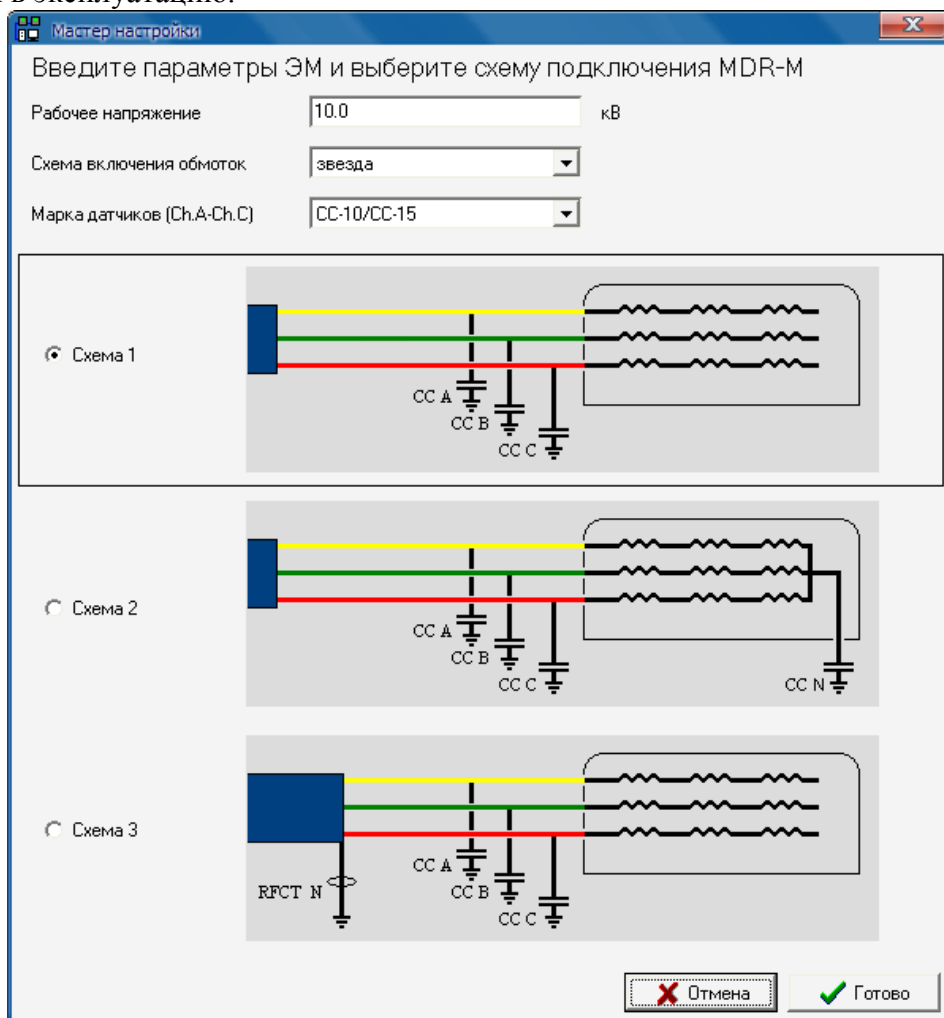 в эксплуатацию.
Мастер настройки
Введите параметры ЭМ и выберите схему подключения MDR-M
Рабочее напряжение 10.0 кВ
Схема включения обмоток звезда
Марка датчиков (Ch.A-Ch.C) CC-10/CC-15
Схема 1
CC A
CC B
CC C
Схема 2
CC A
CC B
CC C
CC N
Схема 3
RFCT N
CC A
CC B
CC C
Отмена
Готово